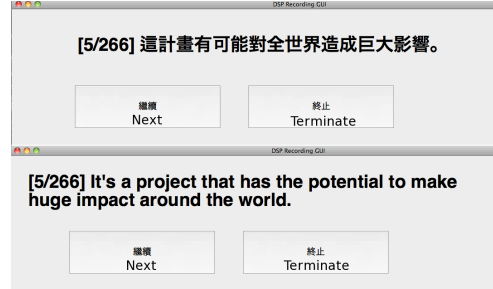 DSP Recording GUI
[5/266] 這計畫有可能對全世界造成巨大影響。
繼續 終止
Next Terminate
DSP Recording GUI
[5/266] It's a project that has the potential to make
huge impact around the world.
繼續 終止
Next Terminate